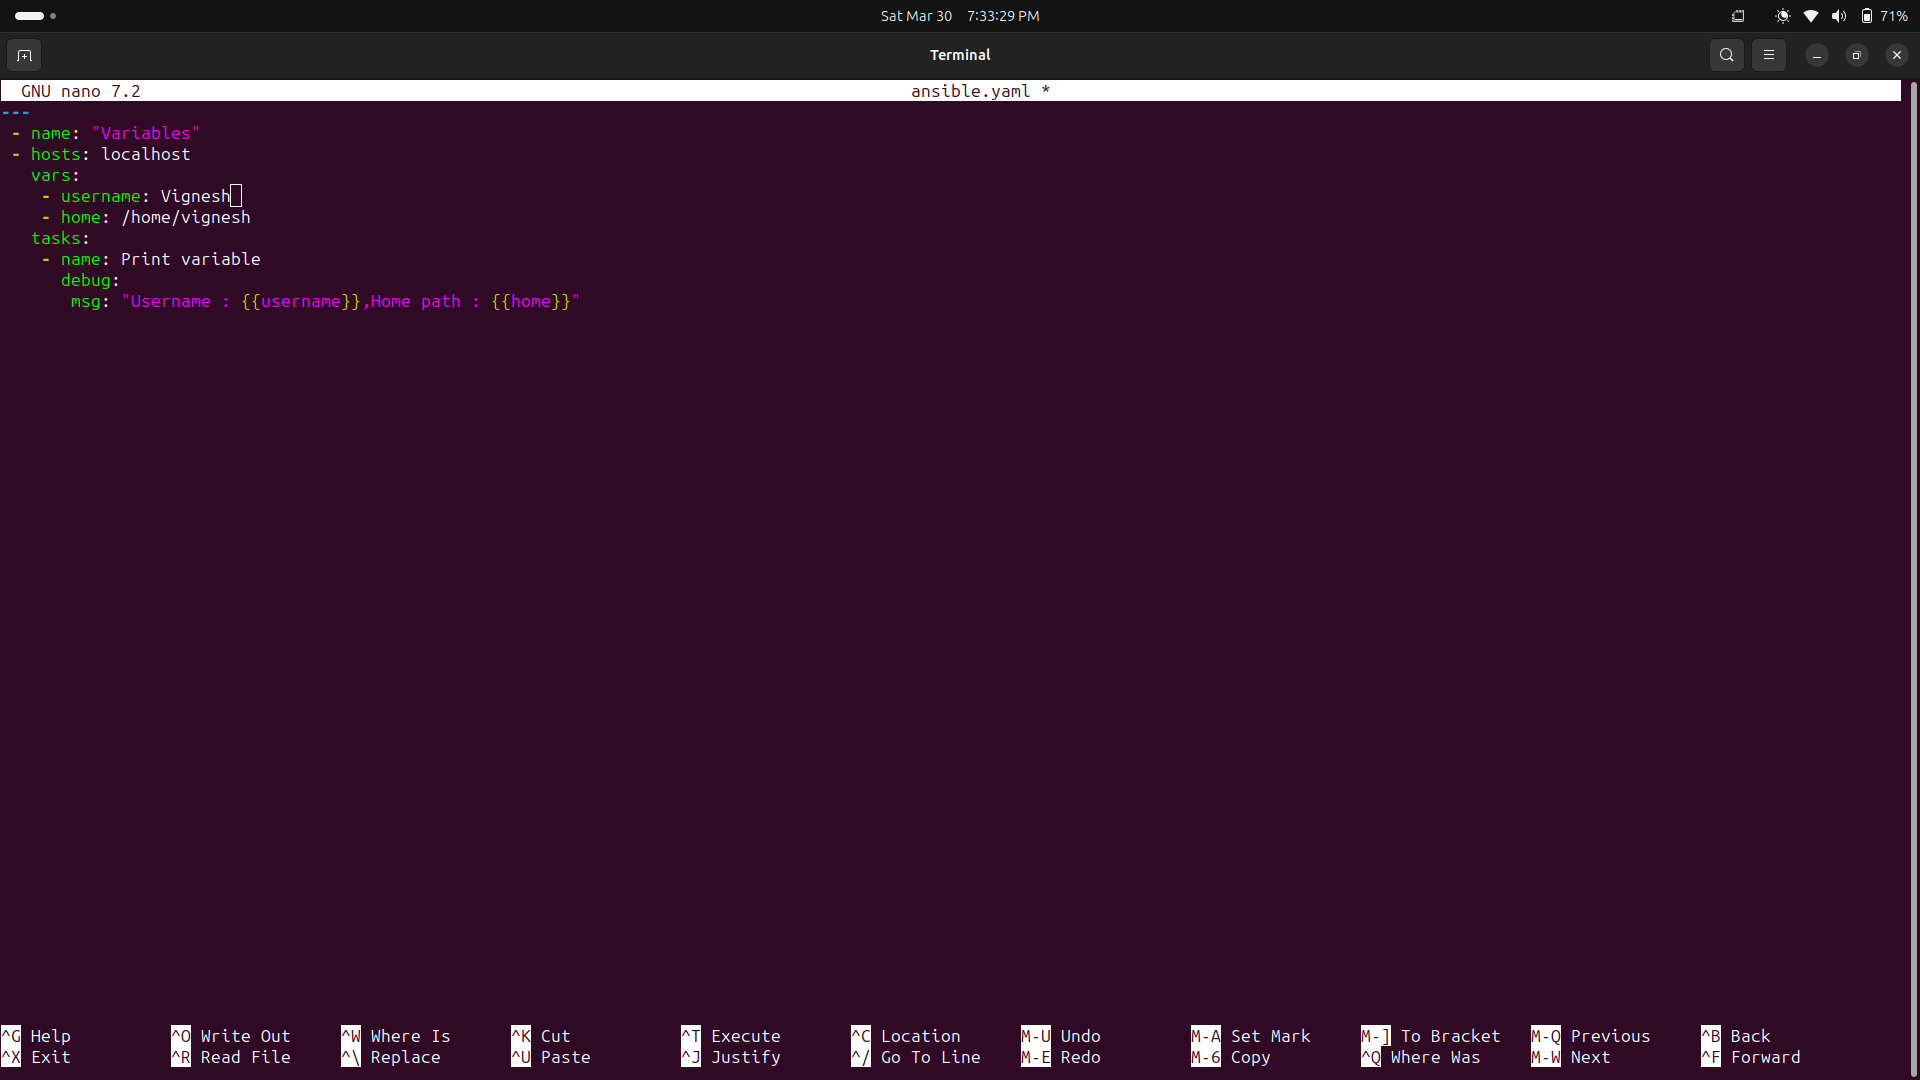 Sat Mar 30 7:33:29 PM
71%
Terminal
GNU nano 7.2 ansible.yaml *
---
 - name: "Variables"
 - hosts: localhost
   vars:
    - username: Vignesh
    - home: /home/vignesh
   tasks:
    - name: Print variable
      debug:
       msg: "Username : {{username}},Home path : {{home}}"
^G Help ^O Write Out ^W Where Is ^K Cut ^T Execute ^C Location M-U Undo M-A Set Mark M-] To Bracket M-Q Previous ^B Back
^X Exit ^R Read File ^\ Replace ^U Paste ^J Justify ^/ Go To Line M-E Redo M-6 Copy ^Q Where Was M-W Next ^F Forward